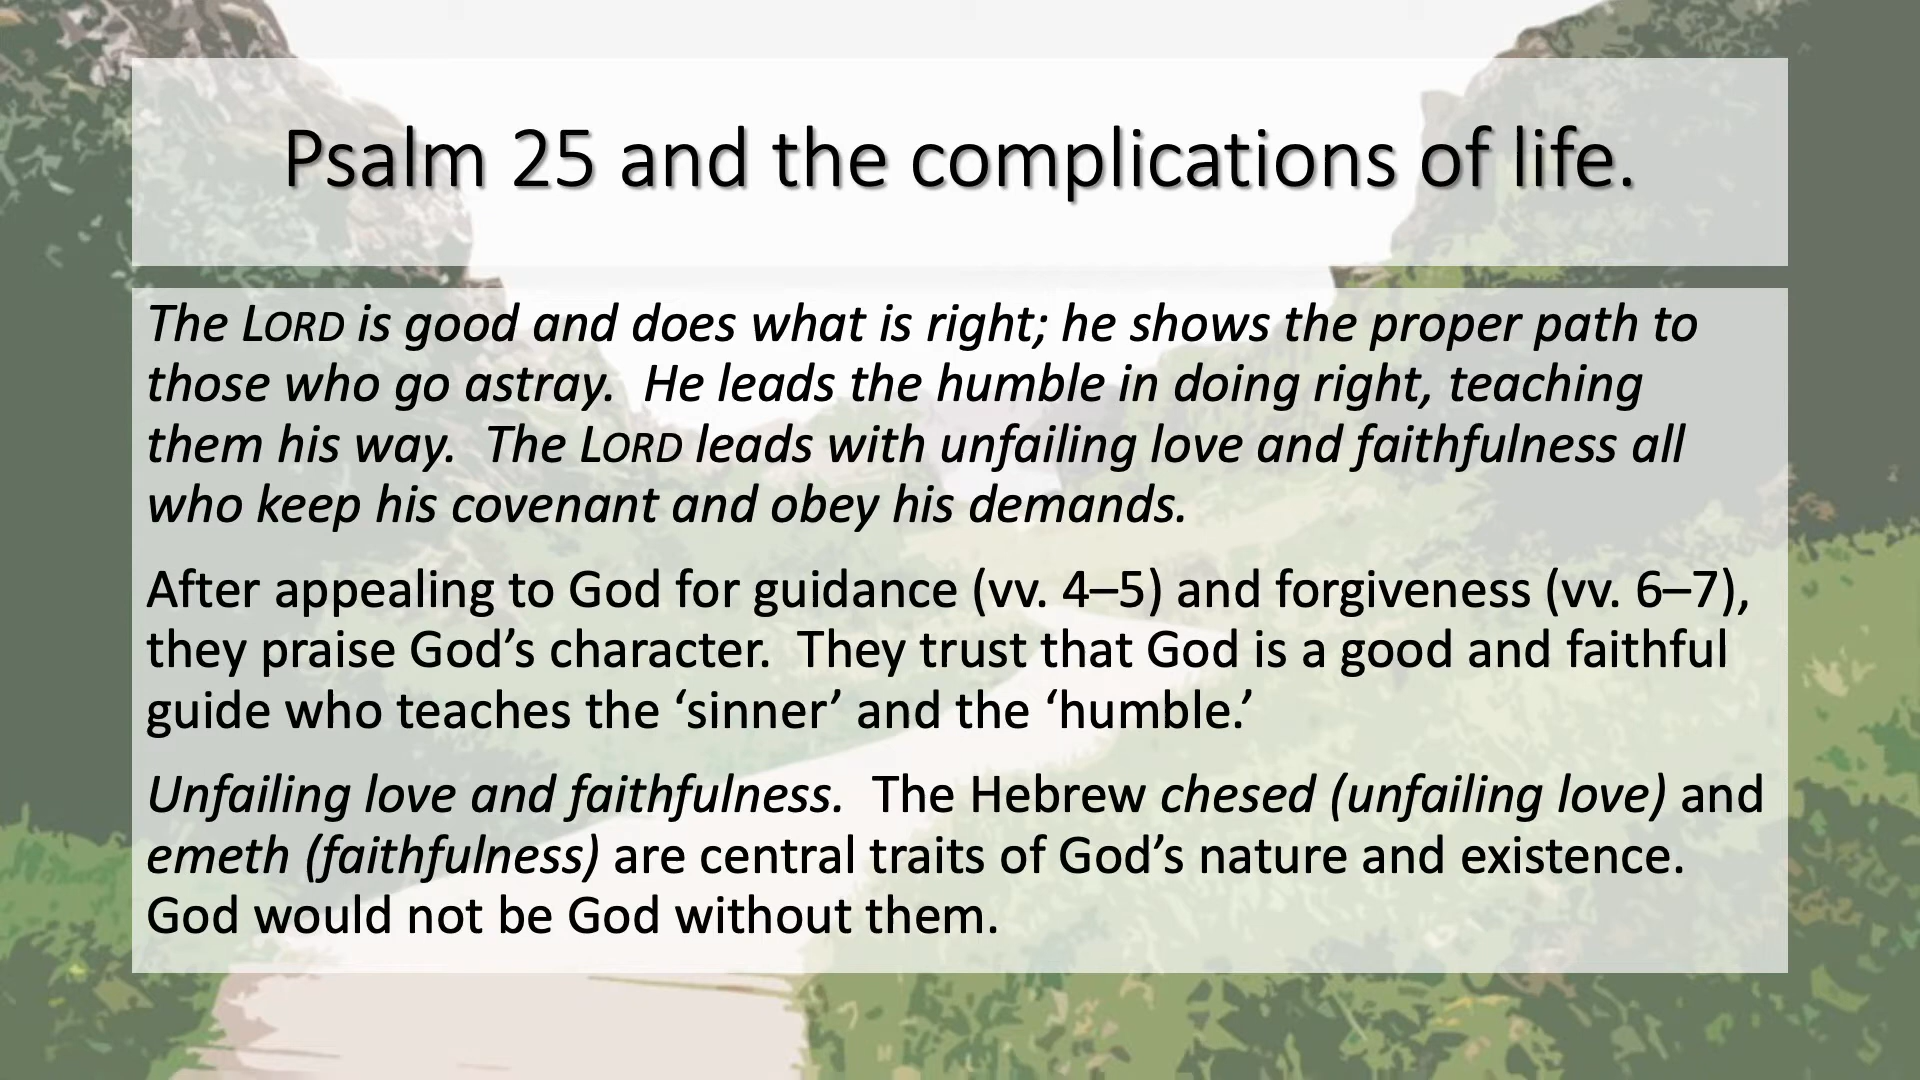 Psalm 25 and the complications of life.
The LORD is good and does what is right; he shows the proper path to
those who go astray.  He leads the humble in doing right, teaching
them his way.  The LORD leads with unfailing love and faithfulness all
who keep his covenant and obey his demands.
After appealing to God for guidance (vv. 4–5) and forgiveness (vv. 6–7),
they praise God’s character.  They trust that God is a good and faithful
guide who teaches the ‘sinner’ and the ‘humble.’
Unfailing love and faithfulness.  The Hebrew chesed (unfailing love) and
emeth (faithfulness) are central traits of God’s nature and existence.
God would not be God without them.